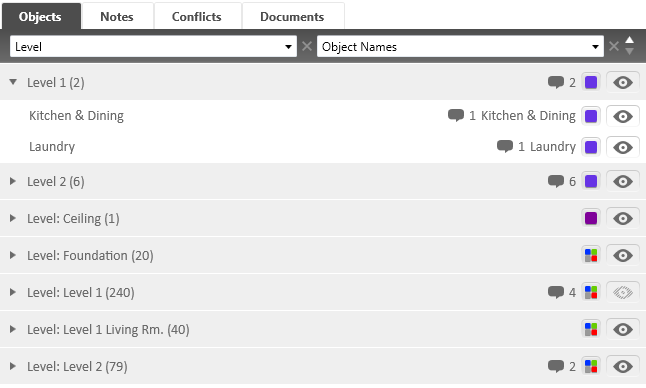 Objects Notes Conflicts Documents
Level Object Names
Level 1 (2) 2
Kitchen & Dining 1 Kitchen & Dining
Laundry 1 Laundry
Level 2 (6) 6
Level: Ceiling (1)
Level: Foundation (20)
Level: Level 1 (240) 4
Level: Level 1 Living Rm. (40)
Level: Level 2 (79) 2